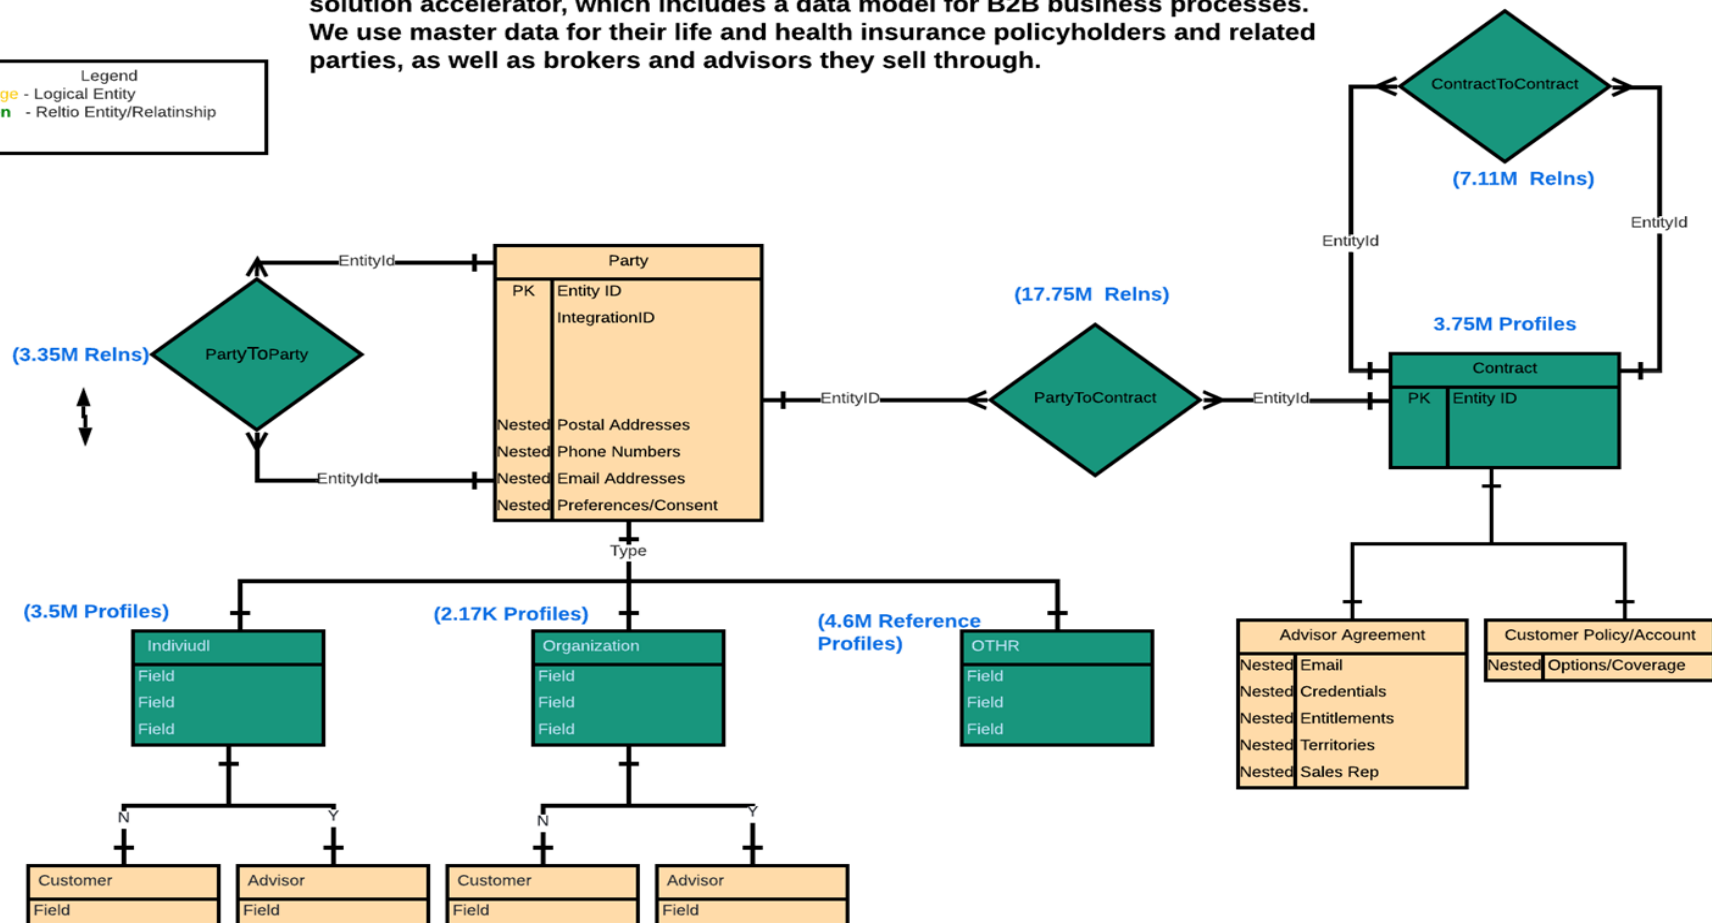 solution accelerator, which includes a data model for B2B business processes.
We use master data for their life and health insurance policyholders and related
parties, as well as brokers and advisors they sell through.
Legend
ge - Logical Entity
n - Reltio Entity/Relatinship
ContractToContract
(7.11M Relns)
EntityId
EntityId
EntityId
Party
PK Entity ID
IntegrationID
Nested Postal Addresses
Nested Phone Numbers
Nested Email Addresses
Nested Preferences/Consent
(3.35M Relns)
PartyToParty
EntityIdt
(17.75M Relns)
EntityID
PartyToContract
EntityId
3.75M Profiles
Contract
PK Entity ID
Type
(3.5M Profiles)
Indiviudl
Field
Field
Field
(2.17K Profiles)
Organization
Field
Field
Field
(4.6M Reference
Profiles)
OTHR
Field
Field
Field
Advisor Agreement
Nested Email
Nested Credentials
Nested Entitlements
Nested Territories
Nested Sales Rep
Customer Policy/Account
Nested Options/Coverage
N
Y
N
Y
Customer
Field
Advisor
Field
Customer
Field
Advisor
Field